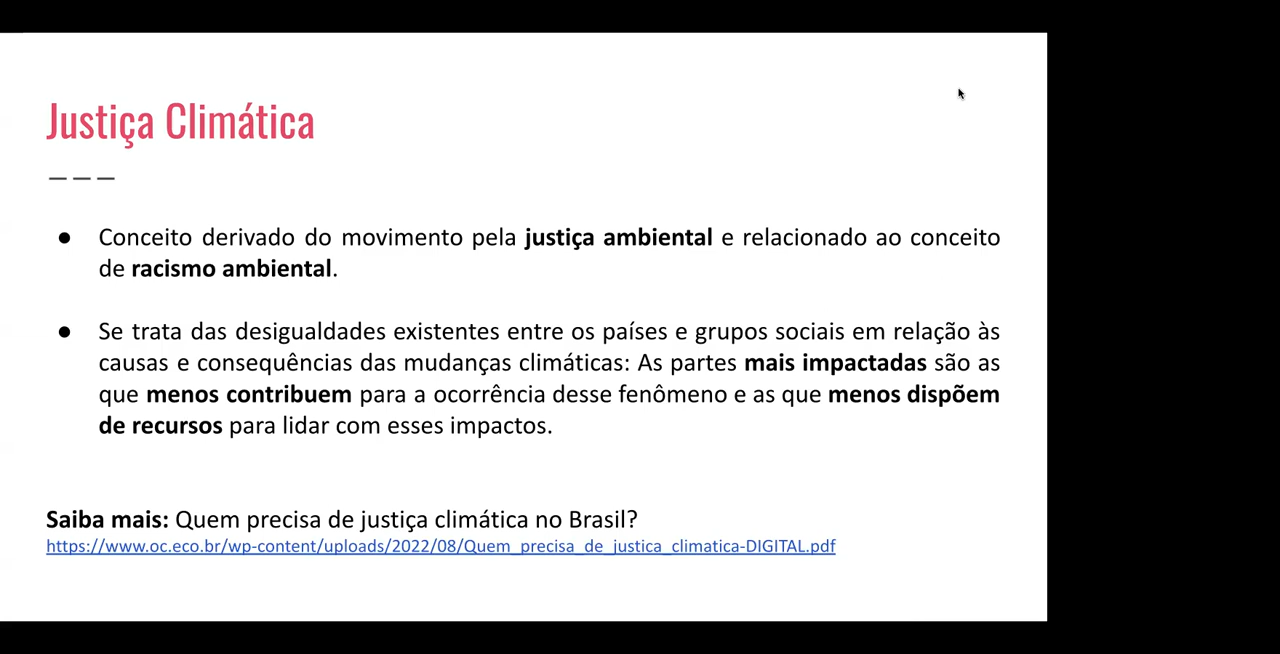 Justiça Climática
● Conceito derivado do movimento pela justiça ambiental e relacionado ao conceito
de racismo ambiental.
● Se trata das desigualdades existentes entre os países e grupos sociais em relação às
causas e consequências das mudanças climáticas: As partes mais impactadas são as
que menos contribuem para a ocorrência desse fenômeno e as que menos dispõem
de recursos para lidar com esses impactos.
Saiba mais: Quem precisa de justiça climática no Brasil?
https://www.oc.eco.br/wp-content/uploads/2022/08/Quem_precisa_de_justica_climatica-DIGITAL.pdf